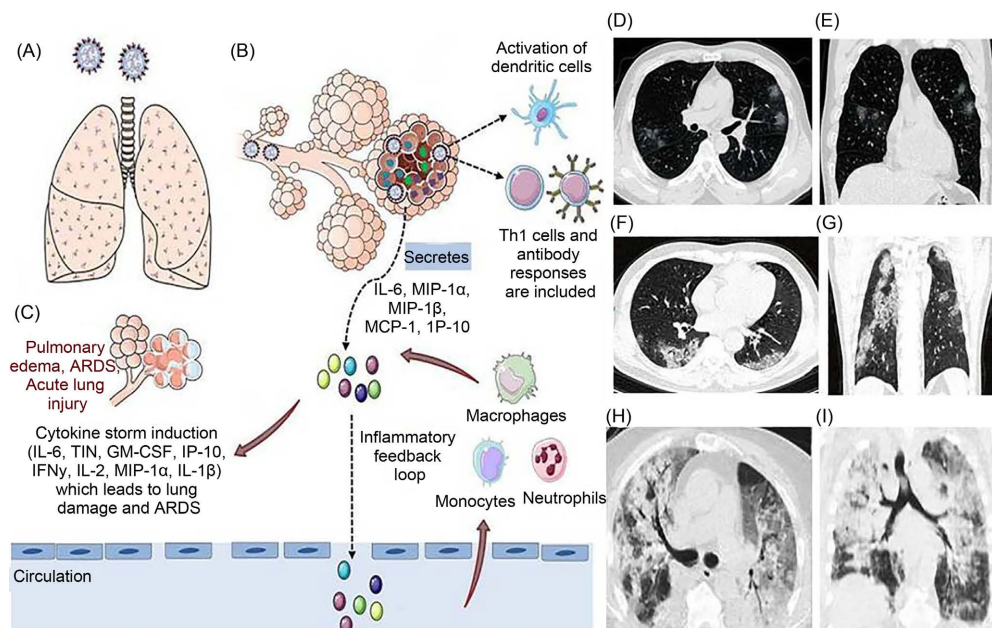 (A)
(B)
Activation of
dendritic cells
Th1 cells and
antibody
responses
are included
Secretes
IL-6, MIP-1α,
MIP-1β,
MCP-1, 1P-10
(C)
Pulmonary
edema, ARDS,
Acute lung
injury
Cytokine storm induction
(IL-6, TIN, GM-CSF, IP-10,
IFNy, IL-2, MIP-1α, IL-1β)
which leads to lung
damage and ARDS
Macrophages
Inflammatory
feedback
loop
Monocytes
Neutrophils
Circulation
(D)
(E)
(F)
(G)
(H)
(I)